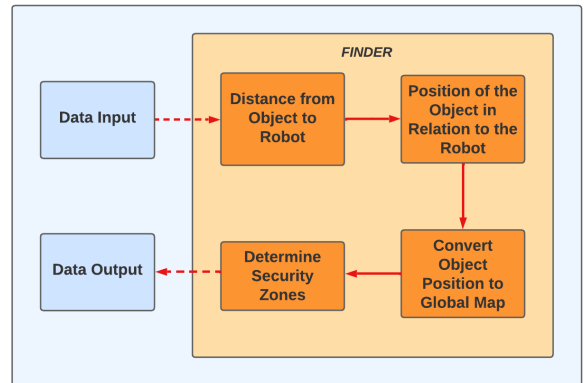 FINDER
Data Input
Distance from
Object to
Robot
Position of the
Object in
Relation to the
Robot
Convert
Object
Position to
Global Map
Determine
Security
Zones
Data Output